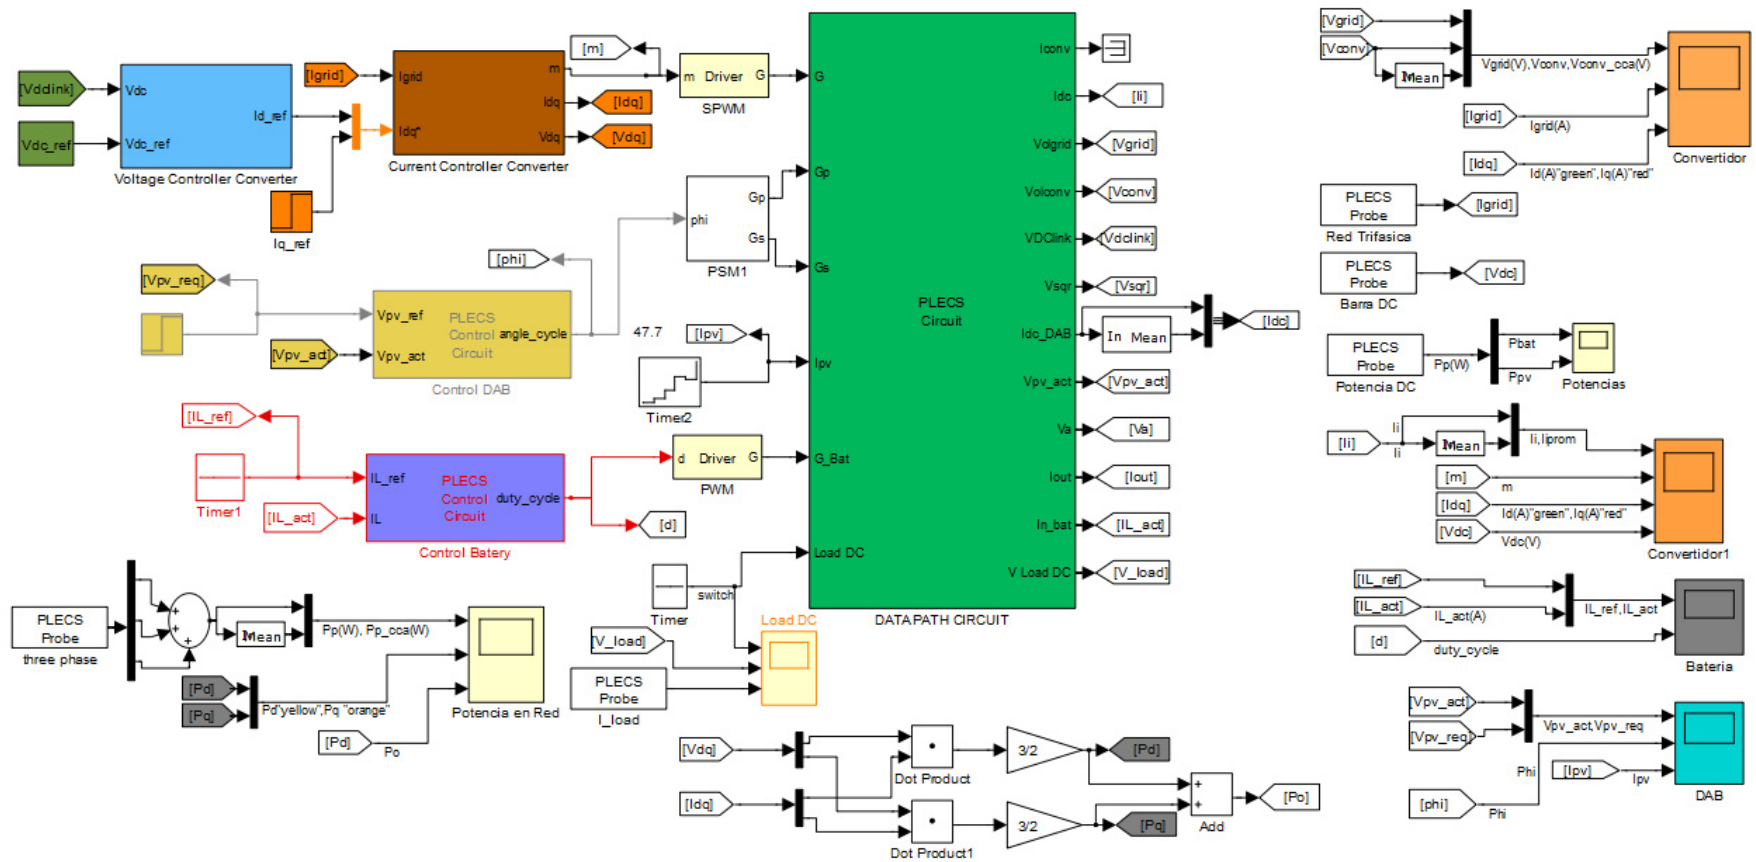 [Vdclink]
Vdc_ref
Vdc
Vdc_ref
Id_ref
Voltage Controller Converter
Iq_ref
[Igrid]
Igrid
Idq*
m
Idq
Vdq
Current Controller Converter
[m]
[Idq]
[Vdq]
m Driver G
SPWM
[Vpv_req]
[Vpv_act]
Vpv_ref
Vpv_act
PLECS
Control
Circuit
angle_cycle
Control DAB
[phi]
phi
Gp
Gs
PSM1
47.7
[Ipv]
Timer2
[IL_ref]
Timer1
[IL_act]
IL_ref
IL
PLECS
Control
Circuit
duty_cycle
Control Batery
d Driver G
PWM
[d]
Timer
switch
G
Gp
Gs
Ipv
G_Bat
Load DC
PLECS
Circuit
DATAPATH CIRCUIT
Iconv
Idc
Volgrid
Volconv
VDClink
Vsqr
Idc_DAB
Vpv_act
Va
Iout
In_bat
V Load DC
[Ii]
[Vgrid]
[Vconv]
[Vdclink]
[Vsqr]
In Mean
[Idc]
[Vpv_act]
[Va]
[Iout]
[IL_act]
[V_load]
PLECS
Probe
three phase
Mean
Pp(W), Pp_cca(W)
[Pd]
[Pq]
Pd"yellow",Pq "orange"
[Pd]
Po
Potencia en Red
Load DC
[V_load]
PLECS
Probe
I_load
[Vdq]
[Idq]
Dot Product
Dot Product1
3/2
3/2
[Pd]
[Pq]
Add
[Po]
[Vgrid]
[Vconv]
Mean
Vgrid(V),Vconv,Vconv_cca(V)
[Igrid]
Igrid(A)
[Idq]
Id(A)"green",Iq(A)"red"
Convertidor
PLECS
Probe
Red Trifasica
[Igrid]
PLECS
Probe
Barra DC
[Vdc]
PLECS
Probe
Potencia DC
Pp(W)
Pbat
Ppv
Potencias
[Ii]
Ii
Ii
Mean
Ii,Iiprom
[m]
m
[Idq]
Id(A)"green",Iq(A)"red"
[Vdc]
Vdc(V)
Convertidor1
[IL_ref]
[IL_act]
IL_act(A)
IL_ref,IL_act
[d]
duty_cycle
Bateria
[Vpv_act]
[Vpv_req]
Vpv_act,Vpv_req
Phi
[Ipv]
Ipv
[phi]
Phi
DAB